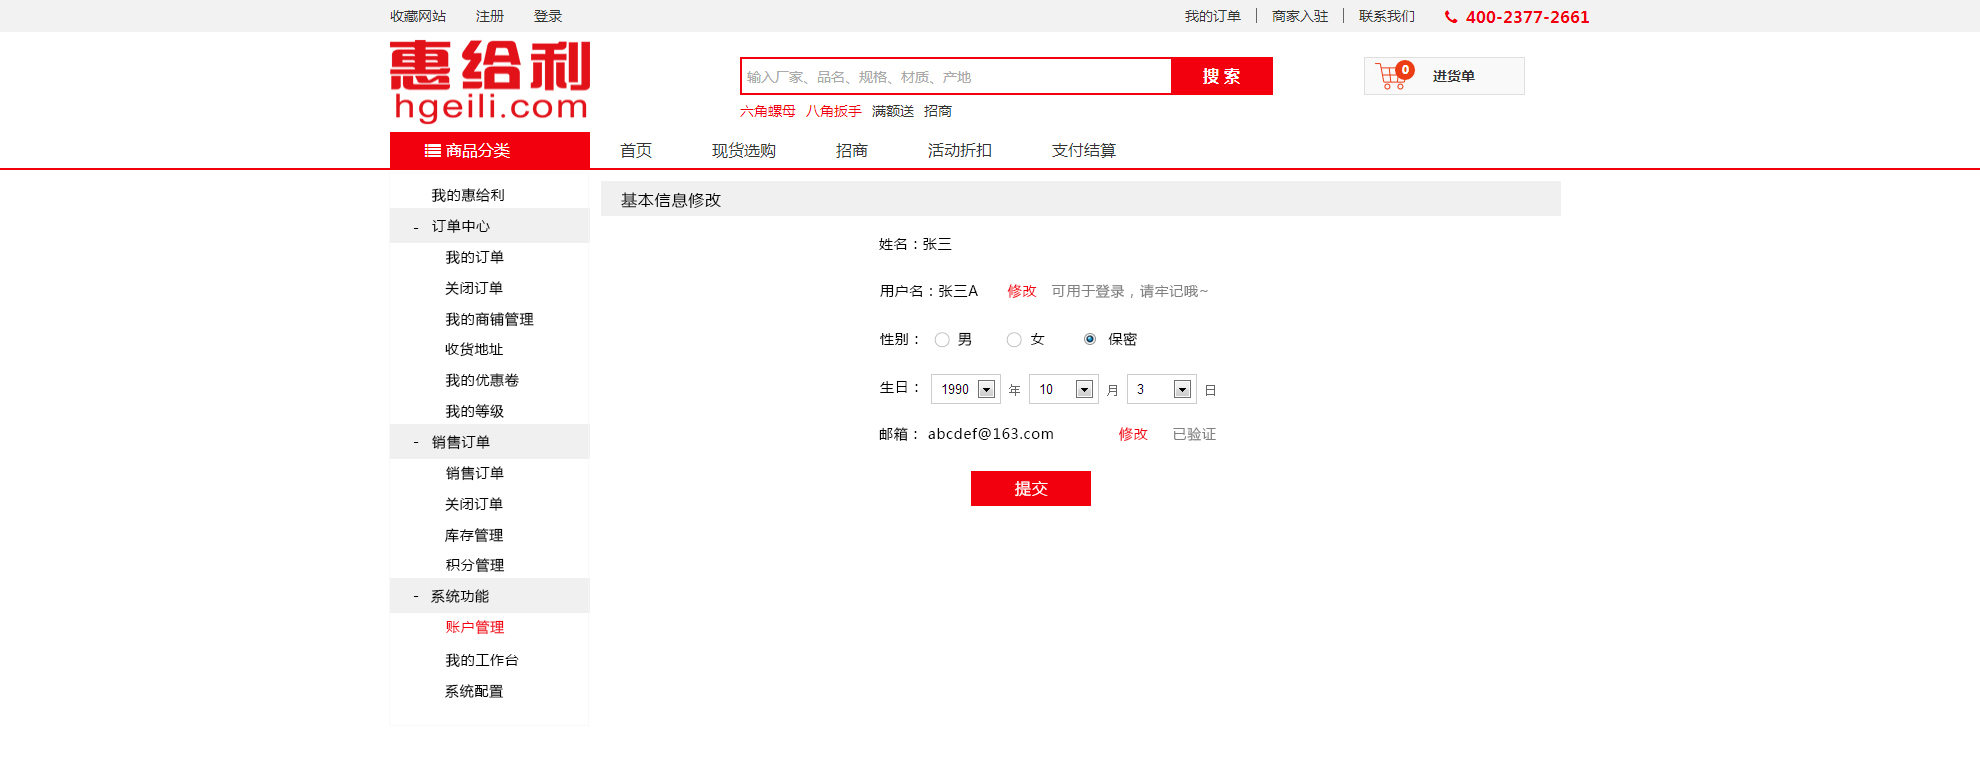 收藏网站 注册 登录 我的订单 商家入驻 联系我们 400-2377-2661
惠给利
hgeili.com
输入厂家、品名、规格、材质、产地 搜 索 0 进货单
六角螺母 八角扳手 满额送 招商
商品分类 首页 现货选购 招商 活动折扣 支付结算
我的惠给利
- 订单中心
我的订单
关闭订单
我的商铺管理
收货地址
我的优惠卷
我的等级
- 销售订单
销售订单
关闭订单
库存管理
积分管理
- 系统功能
账户管理
我的工作台
系统配置
基本信息修改
姓名：张三
用户名：张三A 修改 可用于登录，请牢记哦~
性别： 男 女 保密
生日： 1990 年 10 月 3 日
邮箱： abcdef@163.com 修改 已验证
提交